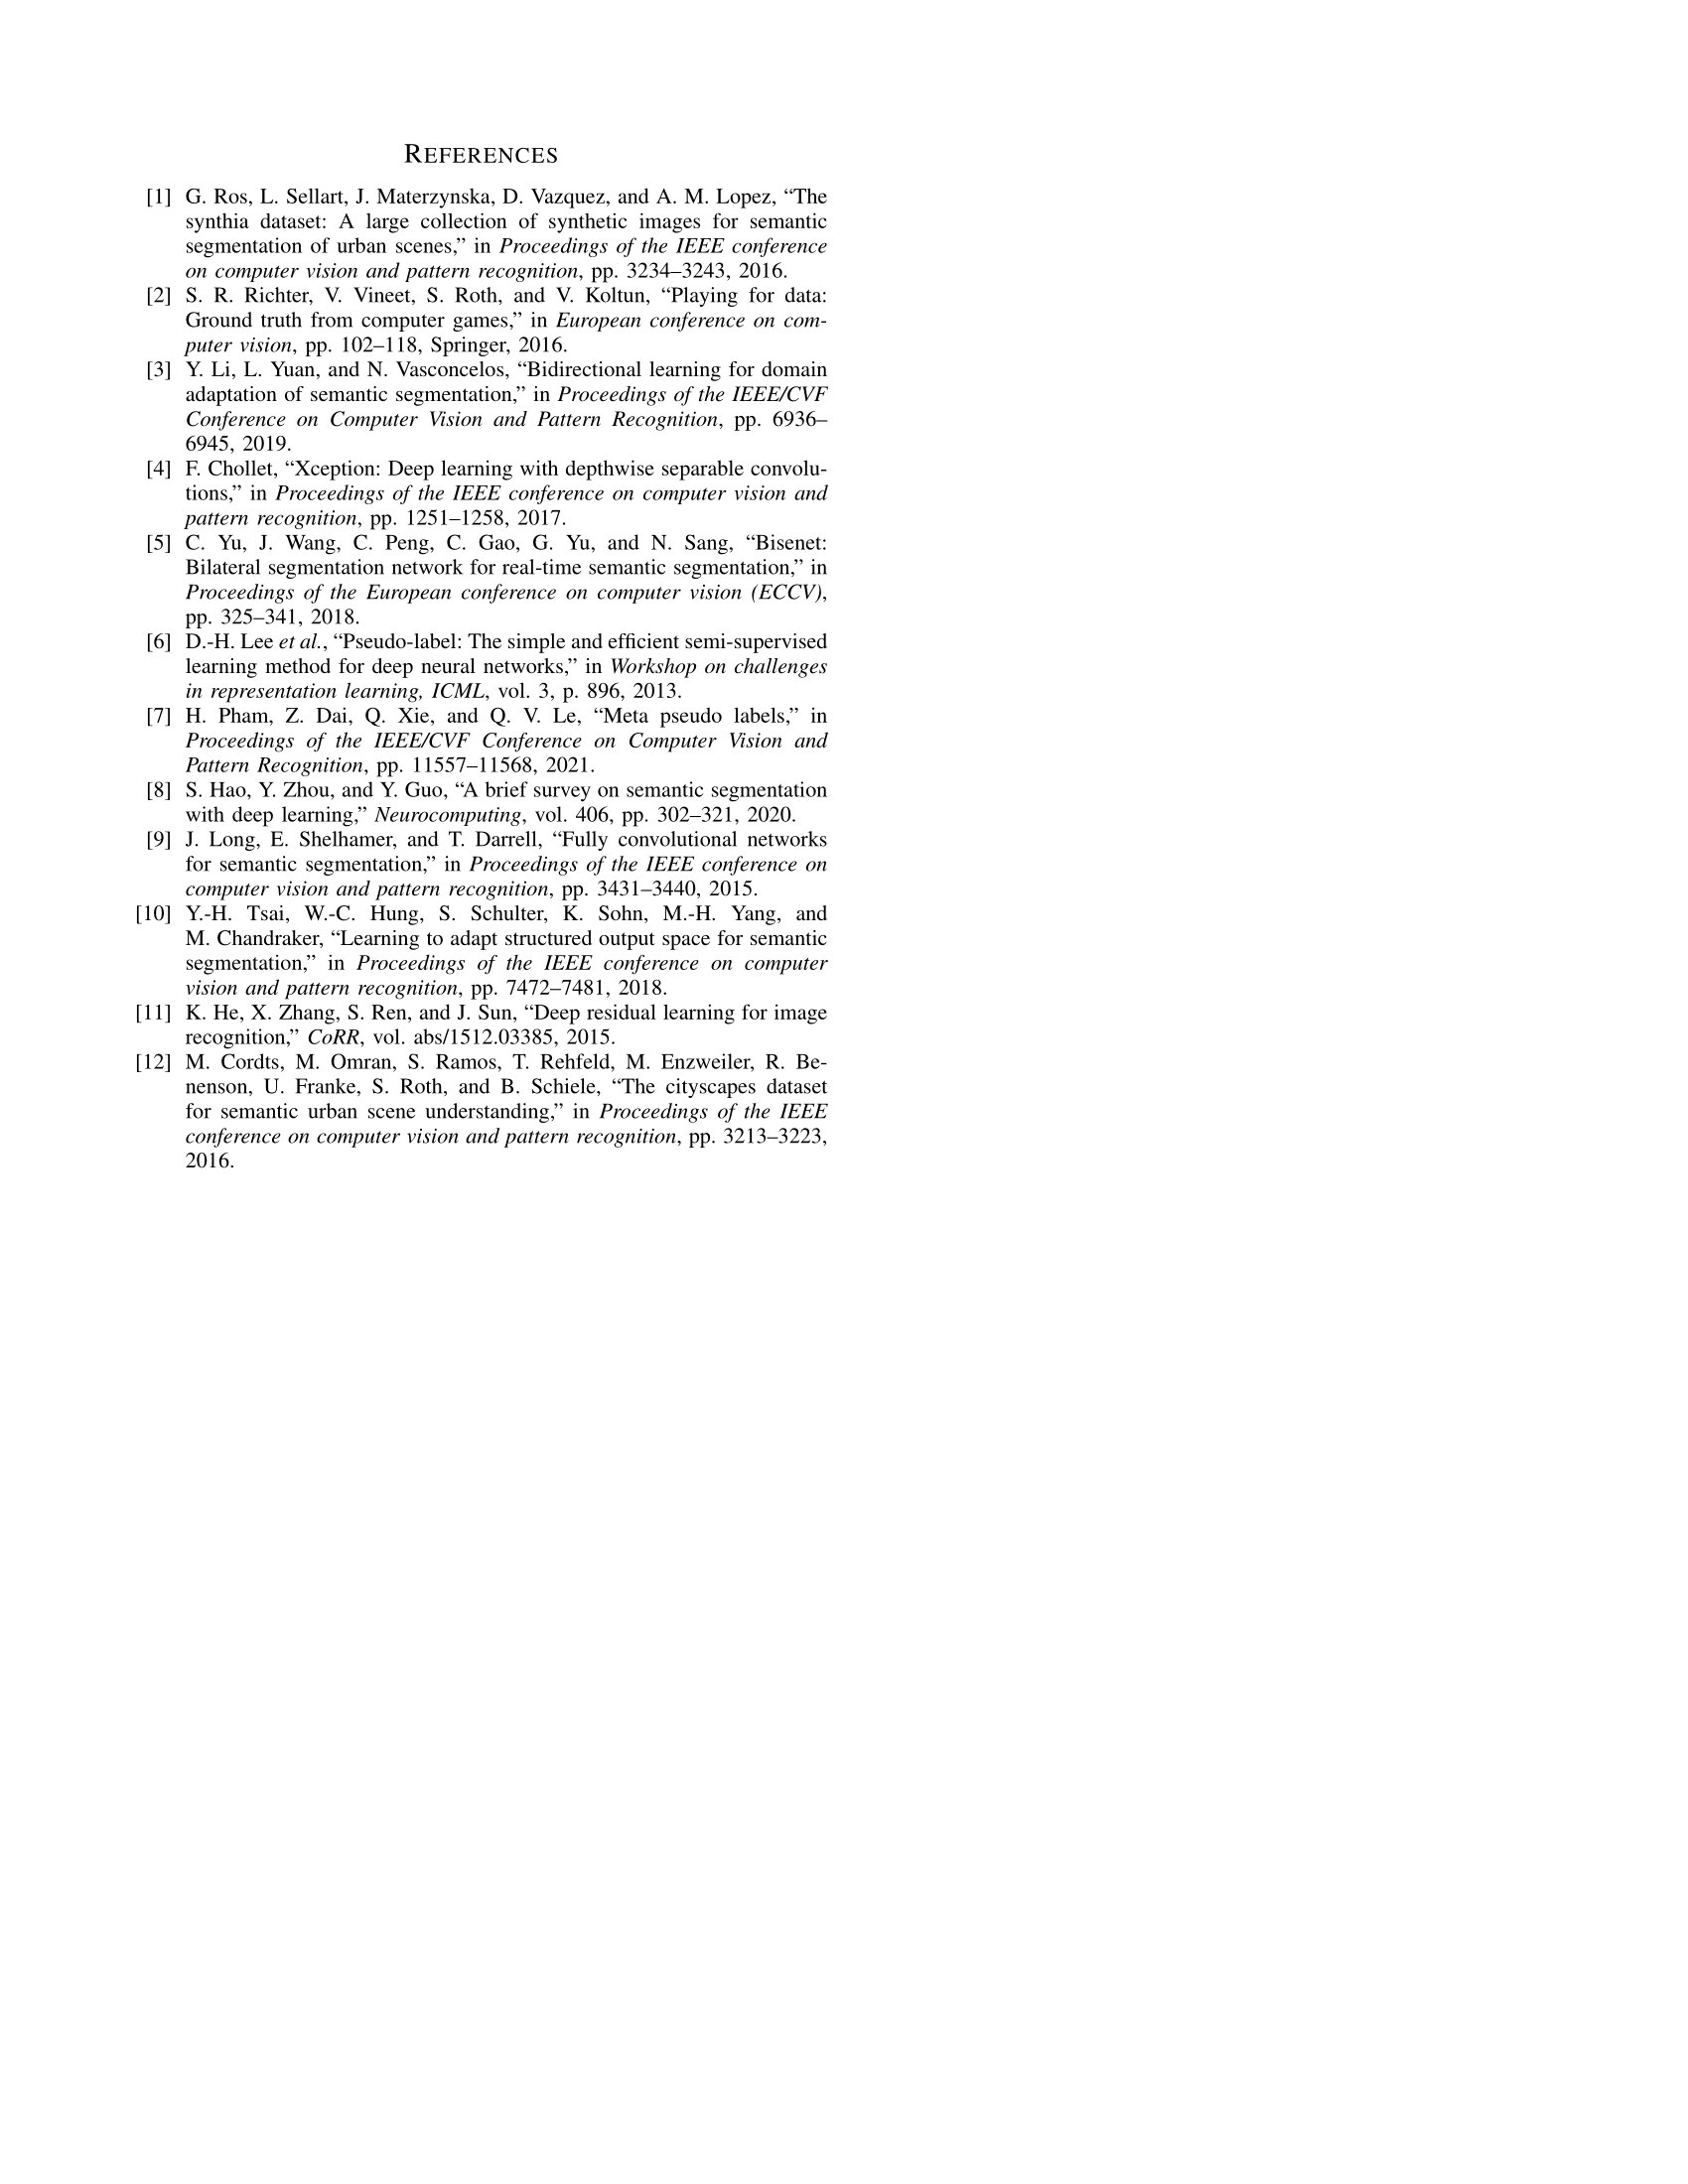 REFERENCES
[1] G. Ros, L. Sellart, J. Materzynska, D. Vazquez, and A. M. Lopez, “The
synthia dataset: A large collection of synthetic images for semantic
segmentation of urban scenes,” in Proceedings of the IEEE conference
on computer vision and pattern recognition, pp. 3234–3243, 2016.
[2] S. R. Richter, V. Vineet, S. Roth, and V. Koltun, “Playing for data:
Ground truth from computer games,” in European conference on com-
puter vision, pp. 102–118, Springer, 2016.
[3] Y. Li, L. Yuan, and N. Vasconcelos, “Bidirectional learning for domain
adaptation of semantic segmentation,” in Proceedings of the IEEE/CVF
Conference on Computer Vision and Pattern Recognition, pp. 6936–
6945, 2019.
[4] F. Chollet, “Xception: Deep learning with depthwise separable convolu-
tions,” in Proceedings of the IEEE conference on computer vision and
pattern recognition, pp. 1251–1258, 2017.
[5] C. Yu, J. Wang, C. Peng, C. Gao, G. Yu, and N. Sang, “Bisenet:
Bilateral segmentation network for real-time semantic segmentation,” in
Proceedings of the European conference on computer vision (ECCV),
pp. 325–341, 2018.
[6] D.-H. Lee et al., “Pseudo-label: The simple and efficient semi-supervised
learning method for deep neural networks,” in Workshop on challenges
in representation learning, ICML, vol. 3, p. 896, 2013.
[7] H. Pham, Z. Dai, Q. Xie, and Q. V. Le, “Meta pseudo labels,” in
Proceedings of the IEEE/CVF Conference on Computer Vision and
Pattern Recognition, pp. 11557–11568, 2021.
[8] S. Hao, Y. Zhou, and Y. Guo, “A brief survey on semantic segmentation
with deep learning,” Neurocomputing, vol. 406, pp. 302–321, 2020.
[9] J. Long, E. Shelhamer, and T. Darrell, “Fully convolutional networks
for semantic segmentation,” in Proceedings of the IEEE conference on
computer vision and pattern recognition, pp. 3431–3440, 2015.
[10] Y.-H. Tsai, W.-C. Hung, S. Schulter, K. Sohn, M.-H. Yang, and
M. Chandraker, “Learning to adapt structured output space for semantic
segmentation,” in Proceedings of the IEEE conference on computer
vision and pattern recognition, pp. 7472–7481, 2018.
[11] K. He, X. Zhang, S. Ren, and J. Sun, “Deep residual learning for image
recognition,” CoRR, vol. abs/1512.03385, 2015.
[12] M. Cordts, M. Omran, S. Ramos, T. Rehfeld, M. Enzweiler, R. Be-
nenson, U. Franke, S. Roth, and B. Schiele, “The cityscapes dataset
for semantic urban scene understanding,” in Proceedings of the IEEE
conference on computer vision and pattern recognition, pp. 3213–3223,
2016.